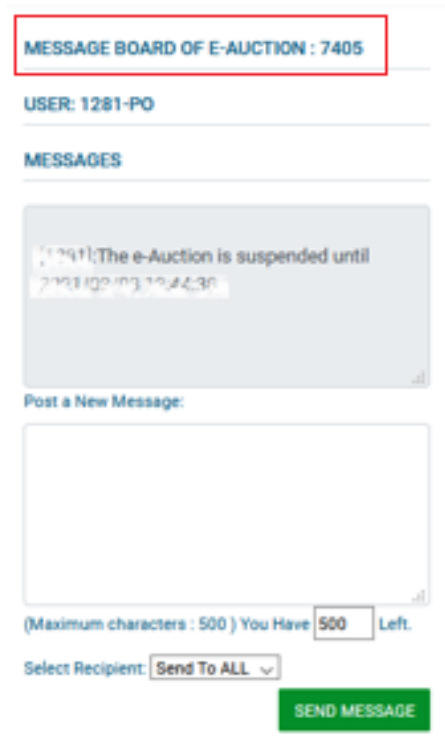 MESSAGE BOARD OF E-AUCTION : 7405
USER: 1281-PO
MESSAGES
:The e-Auction is suspended until
Post a New Message:
(Maximum characters : 500 ) You Have 500 Left.
Select Recipient: Send To ALL
SEND MESSAGE